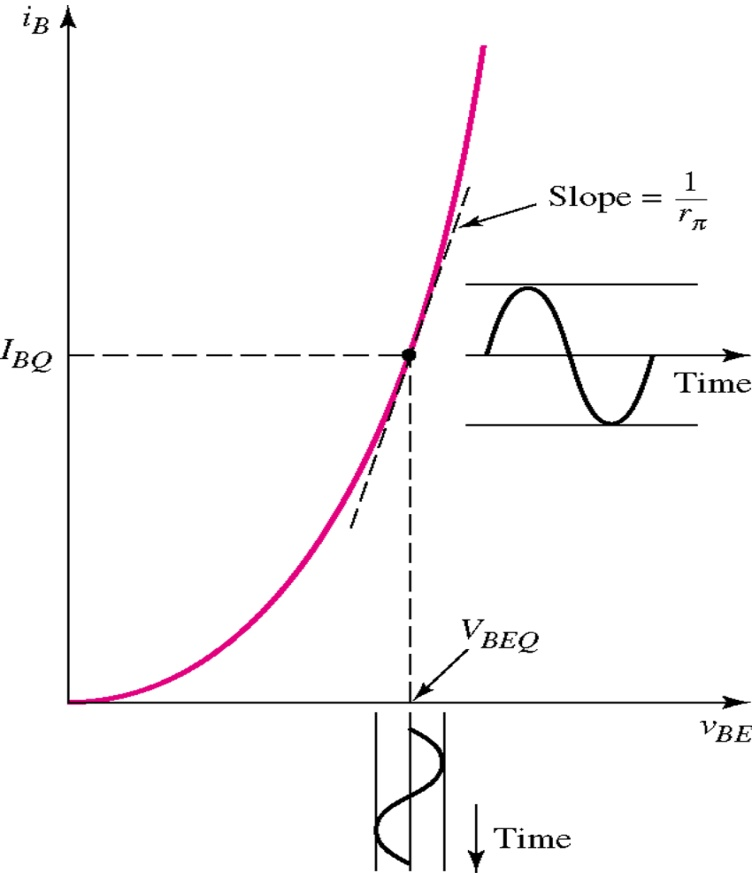 i_B
Slope = 1/r_π
I_BQ
Time
V_BEQ
v_BE
Time